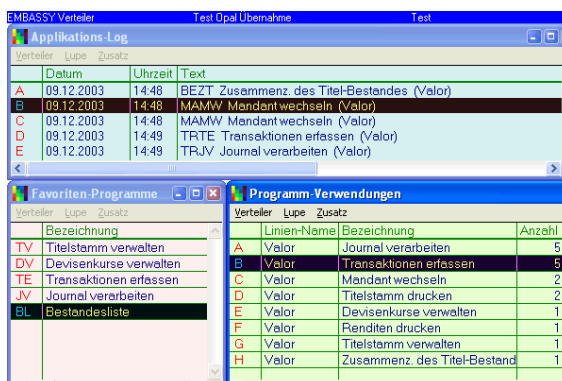 EMBASSY Verteiler Test Opal Übernahme Test
Applikations-Log
Verteiler Lupe Zusatz
Datum Uhrzeit Text
A 09.12.2003 14:48 BEZT Zusammenz. des Titel-Bestandes (Valor)
B 09.12.2003 14:48 MAMW Mandant wechseln (Valor)
C 09.12.2003 14:48 MAMW Mandant wechseln (Valor)
D 09.12.2003 14:49 TRTE Transaktionen erfassen (Valor)
E 09.12.2003 14:49 TRJV Journal verarbeiten (Valor)
Favoriten-Programme
Verteiler Lupe Zusatz
Bezeichnung
TV Titelstamm verwalten
DV Devisenkurse verwalten
TE Transaktionen erfassen
JV Journal verarbeiten
BL Bestandesliste
Programm-Verwendungen
Verteiler Lupe Zusatz
Linien-Name Bezeichnung Anzahl
A Valor Journal verarbeiten 5
B Valor Transaktionen erfassen 5
C Valor Mandant wechseln 2
D Valor Titelstamm drucken 2
E Valor Devisenkurse verwalten 1
F Valor Renditen drucken 1
G Valor Titelstamm verwalten 1
H Valor Zusammenz. des Titel-Bestand 1